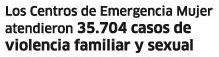 Los Centros de Emergencia Mujer
atendieron 35.704 casos de
violencia familiar y sexual